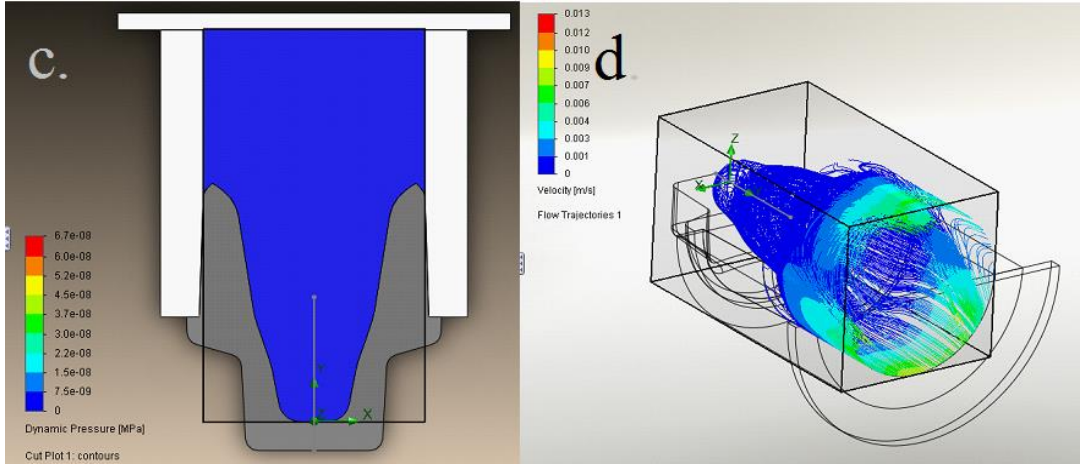 c.
6.7e-08
6.0e-08
5.2e-08
4.5e-08
3.7e-08
3.0e-08
2.2e-08
1.5e-08
7.5e-09
0
Dynamic Pressure [MPa]
Cut Plot 1: contours
Y
Z
X
d.
0.013
0.012
0.010
0.009
0.007
0.006
0.004
0.003
0.001
0
Velocity [m/s]
Flow Trajectories 1
Z
X